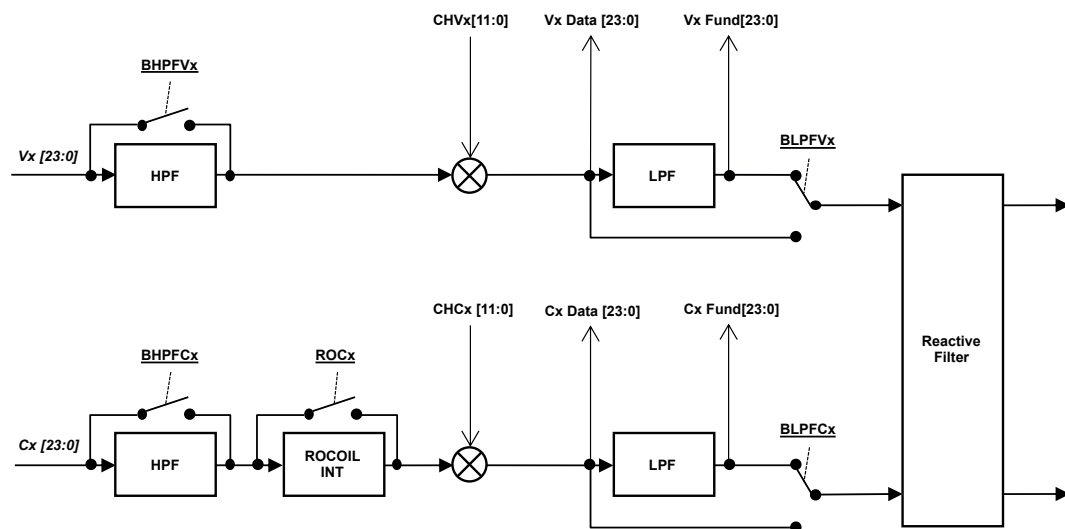 CHVx[11:0]
Vx Data [23:0]
Vx Fund[23:0]
BHPFVx
BLPFVx
Vx [23:0]
HPF
LPF
CHCx [11:0]
Cx Data [23:0]
Cx Fund[23:0]
Reactive
Filter
BHPFCx
ROCx
BLPFCx
Cx [23:0]
HPF
ROCOIL
INT
LPF